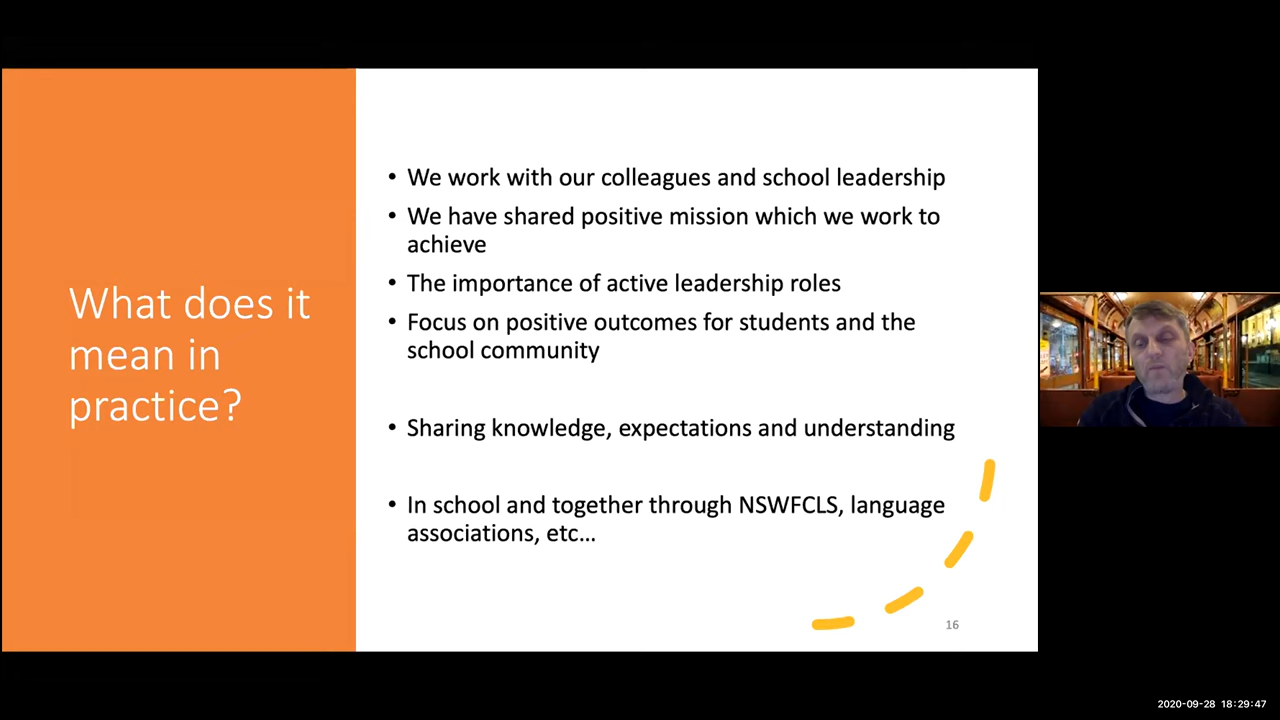 What does it
mean in
practice?
• We work with our colleagues and school leadership
• We have shared positive mission which we work to
achieve
• The importance of active leadership roles
• Focus on positive outcomes for students and the
school community
• Sharing knowledge, expectations and understanding
• In school and together through NSWFCLS, language
associations, etc...
16
2020-09-28 18:29:47